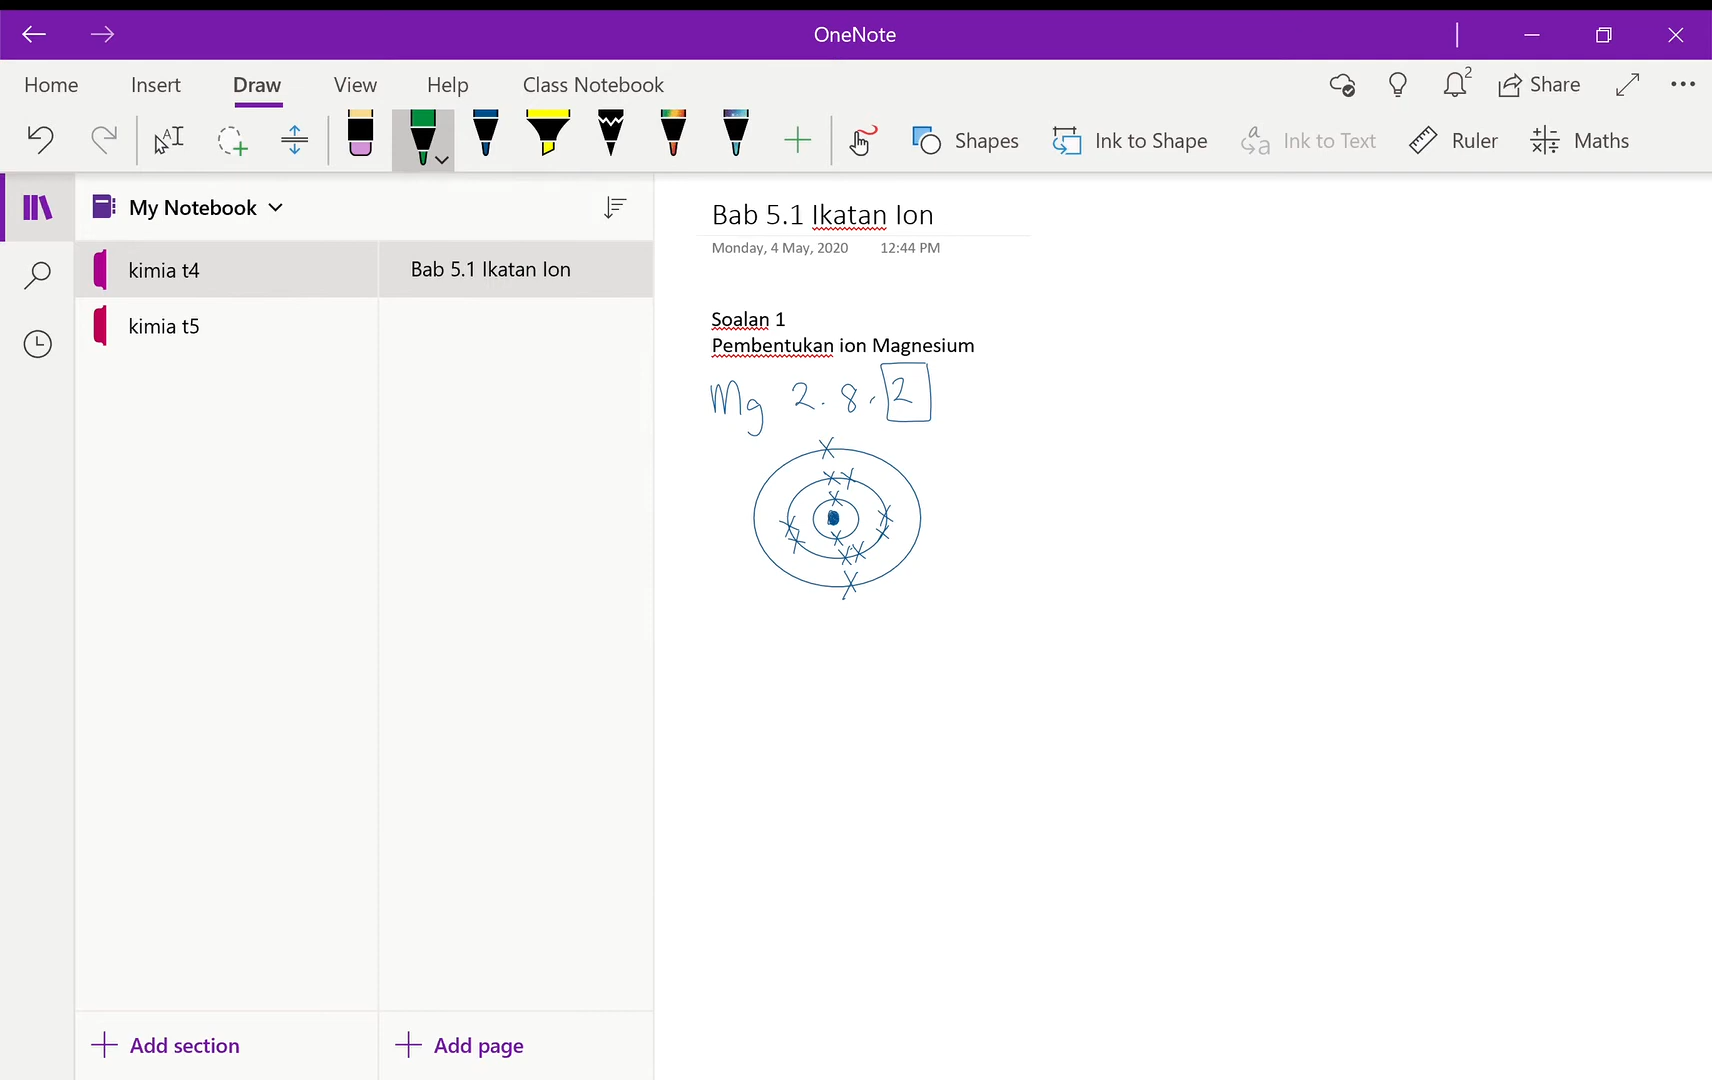 OneNote
Home Insert Draw View Help Class Notebook 2 Share
Shapes Ink to Shape Ink to Text Ruler Maths
My Notebook
kimia t4
Bab 5.1 Ikatan Ion
kimia t5
Bab 5.1 Ikatan Ion
Monday, 4 May, 2020 12:44 PM
Soalan 1
Pembentukan ion Magnesium
Mg 2. 8. 2
Add section
Add page